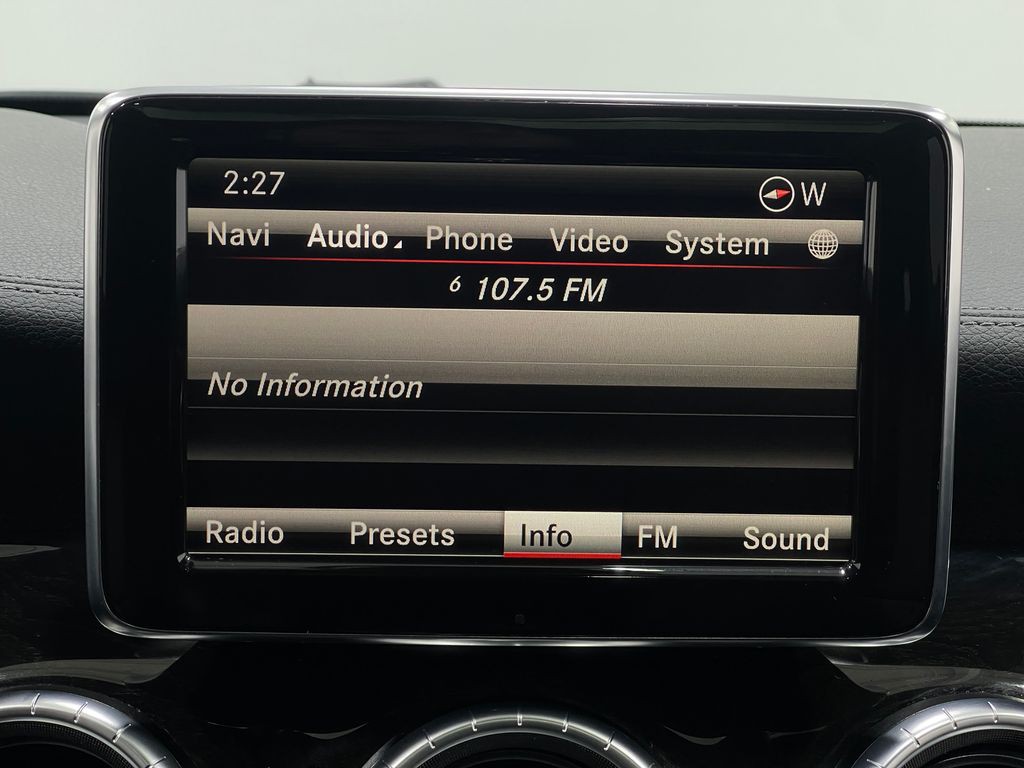 2:27 W
Navi Audio Phone Video System
6 107.5 FM
No Information
Radio Presets Info FM Sound